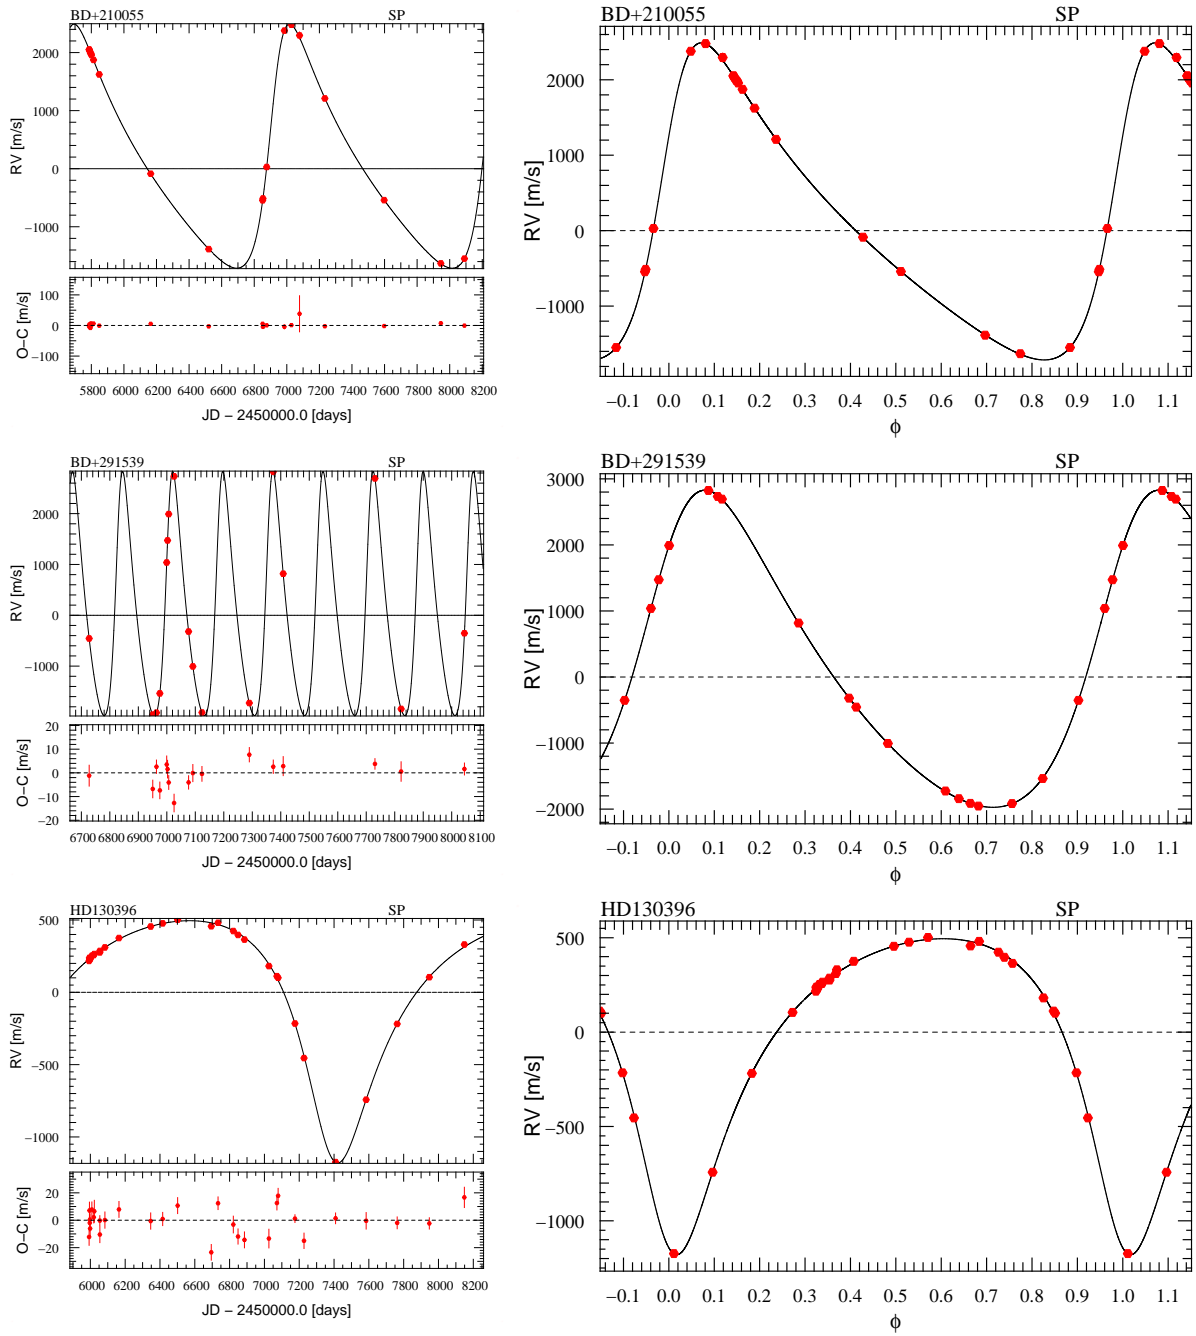 BD+210055 SP
2000
1000
0
−1000
RV [m/s]
100
0
−100
O−C [m/s]
5800 6000 6200 6400 6600 6800 7000 7200 7400 7600 7800 8000 8200
JD − 2450000.0 [days]
BD+210055 SP
2000
1000
0
−1000
RV [m/s]
−0.1 0.0 0.1 0.2 0.3 0.4 0.5 0.6 0.7 0.8 0.9 1.0 1.1
ϕ
BD+291539 SP
2000
1000
0
−1000
RV [m/s]
20
10
0
−10
−20
O−C [m/s]
6700 6800 6900 7000 7100 7200 7300 7400 7500 7600 7700 7800 7900 8000 8100
JD − 2450000.0 [days]
BD+291539 SP
3000
2000
1000
0
−1000
−2000
RV [m/s]
−0.1 0.0 0.1 0.2 0.3 0.4 0.5 0.6 0.7 0.8 0.9 1.0 1.1
ϕ
HD130396 SP
500
0
−500
−1000
RV [m/s]
20
0
−20
O−C [m/s]
6000 6200 6400 6600 6800 7000 7200 7400 7600 7800 8000 8200
JD − 2450000.0 [days]
HD130396 SP
500
0
−500
−1000
RV [m/s]
−0.1 0.0 0.1 0.2 0.3 0.4 0.5 0.6 0.7 0.8 0.9 1.0 1.1
ϕ